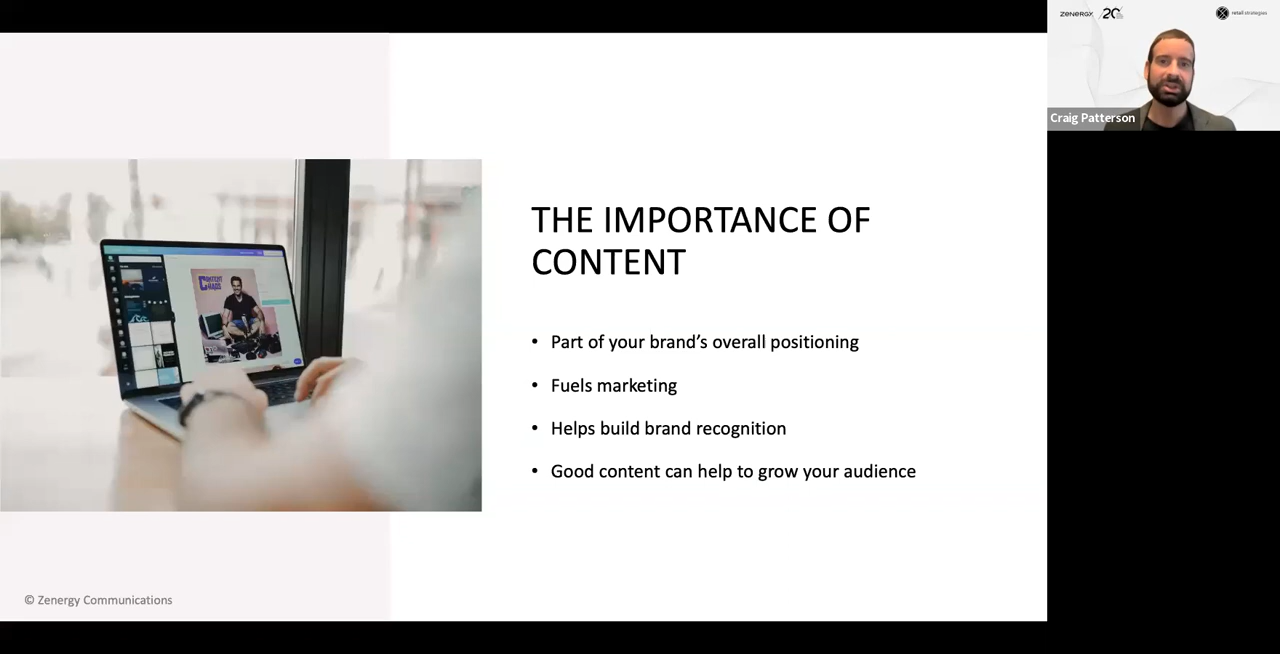 ZENERGY 20
retail strategies
Craig Patterson
THE IMPORTANCE OF
CONTENT
• Part of your brand’s overall positioning
• Fuels marketing
• Helps build brand recognition
• Good content can help to grow your audience
CONTENT
© Zenergy Communications